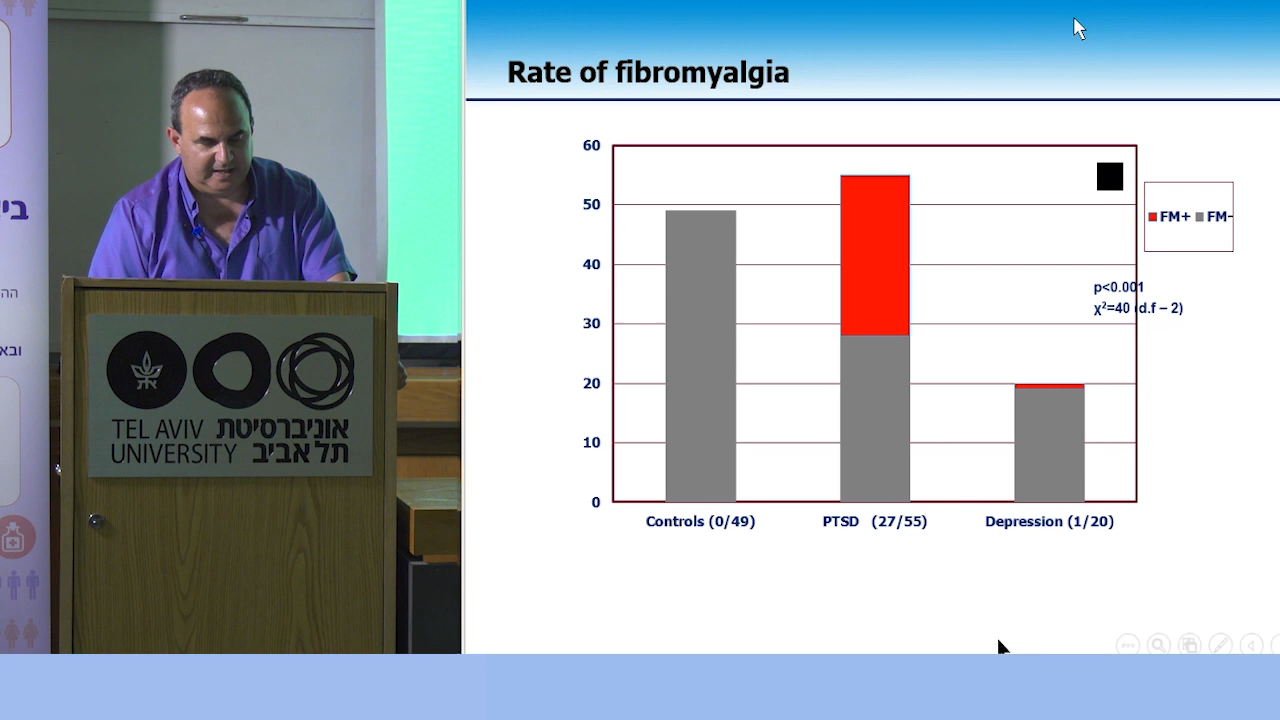 Rate of fibromyalgia
60
50
40
30
20
10
0
FM+ FM-
p<0.001
χ²=40 (d.f – 2)
Controls (0/49)
PTSD (27/55)
Depression (1/20)
TEL AVIV אוניברסיטת
UNIVERSITY תל אביב